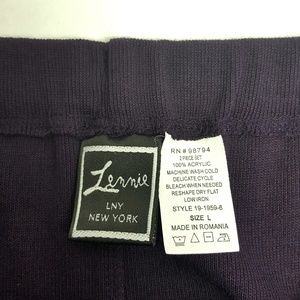 Lennie
LNY
NEW YORK
RN # 98794
2 PIECE SET
100% ACRYLIC
MACHINE WASH COLD
DELICATE CYCLE
BLEACH WHEN NEEDED
RESHAPE DRY FLAT
LOW IRON
STYLE 19-1959-6
SIZE L
MADE IN ROMANIA